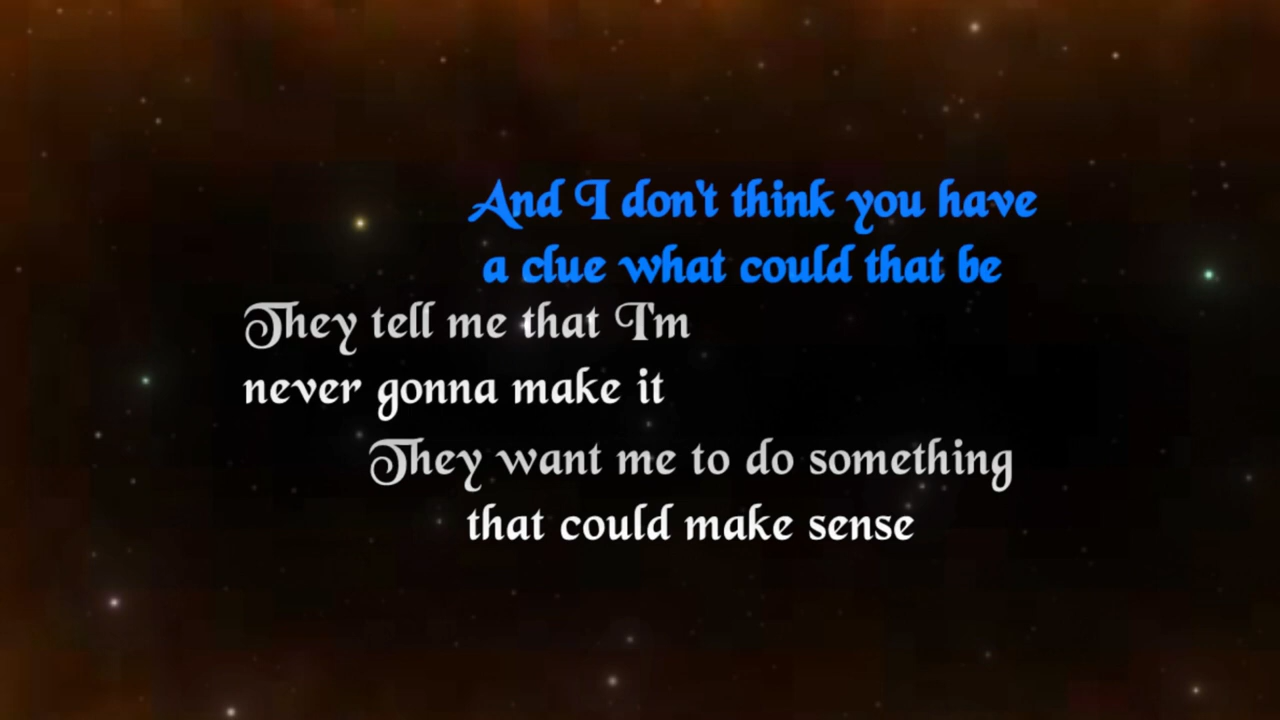 And I don't think you have
a clue what could that be
They tell me that I'm
never gonna make it
They want me to do something
that could make sense